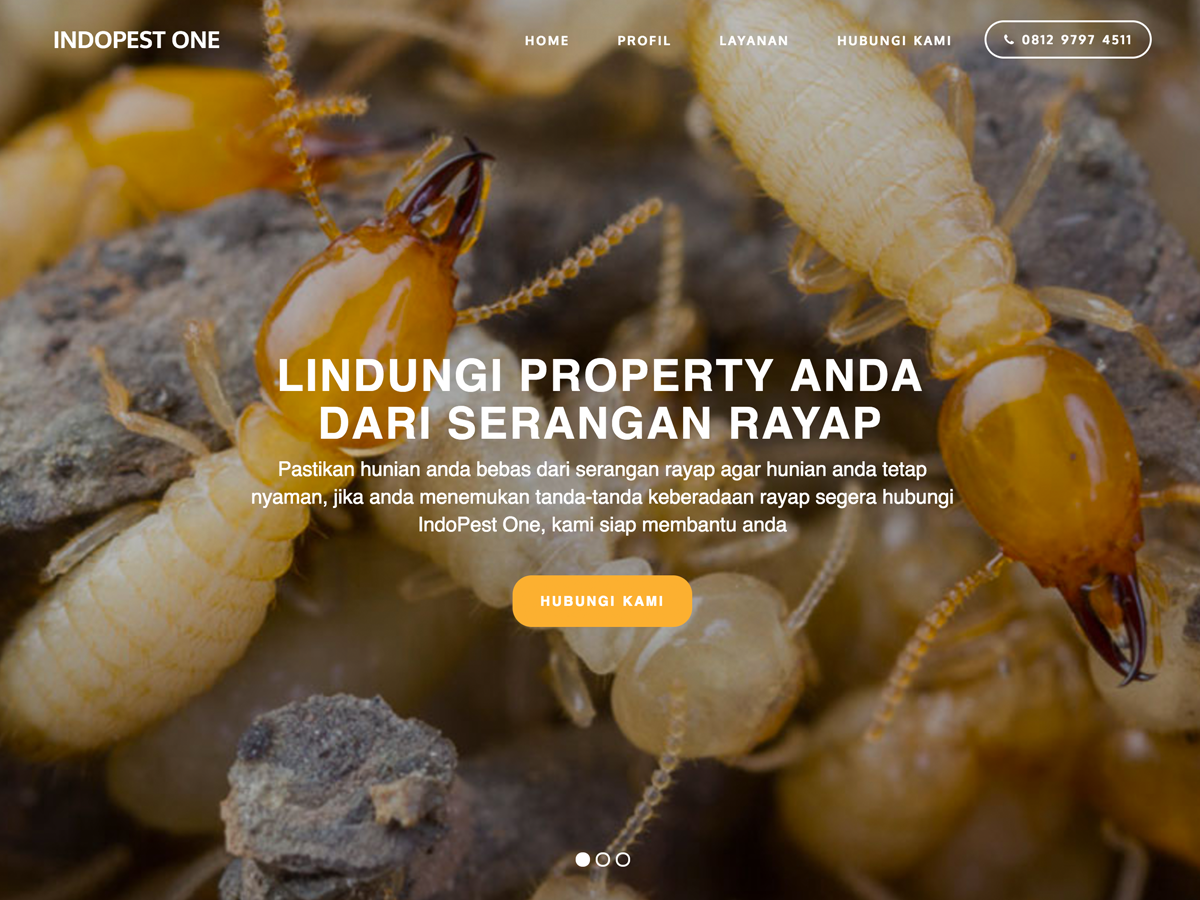 INDOPEST ONE
HOME
PROFIL
LAYANAN
HUBUNGI KAMI
0812 9797 4511
LINDUNGI PROPERTY ANDA
DARI SERANGAN RAYAP
Pastikan hunian anda bebas dari serangan rayap agar hunian anda tetap
nyaman, jika anda menemukan tanda-tanda keberadaan rayap segera hubungi
IndoPest One, kami siap membantu anda
HUBUNGI KAMI